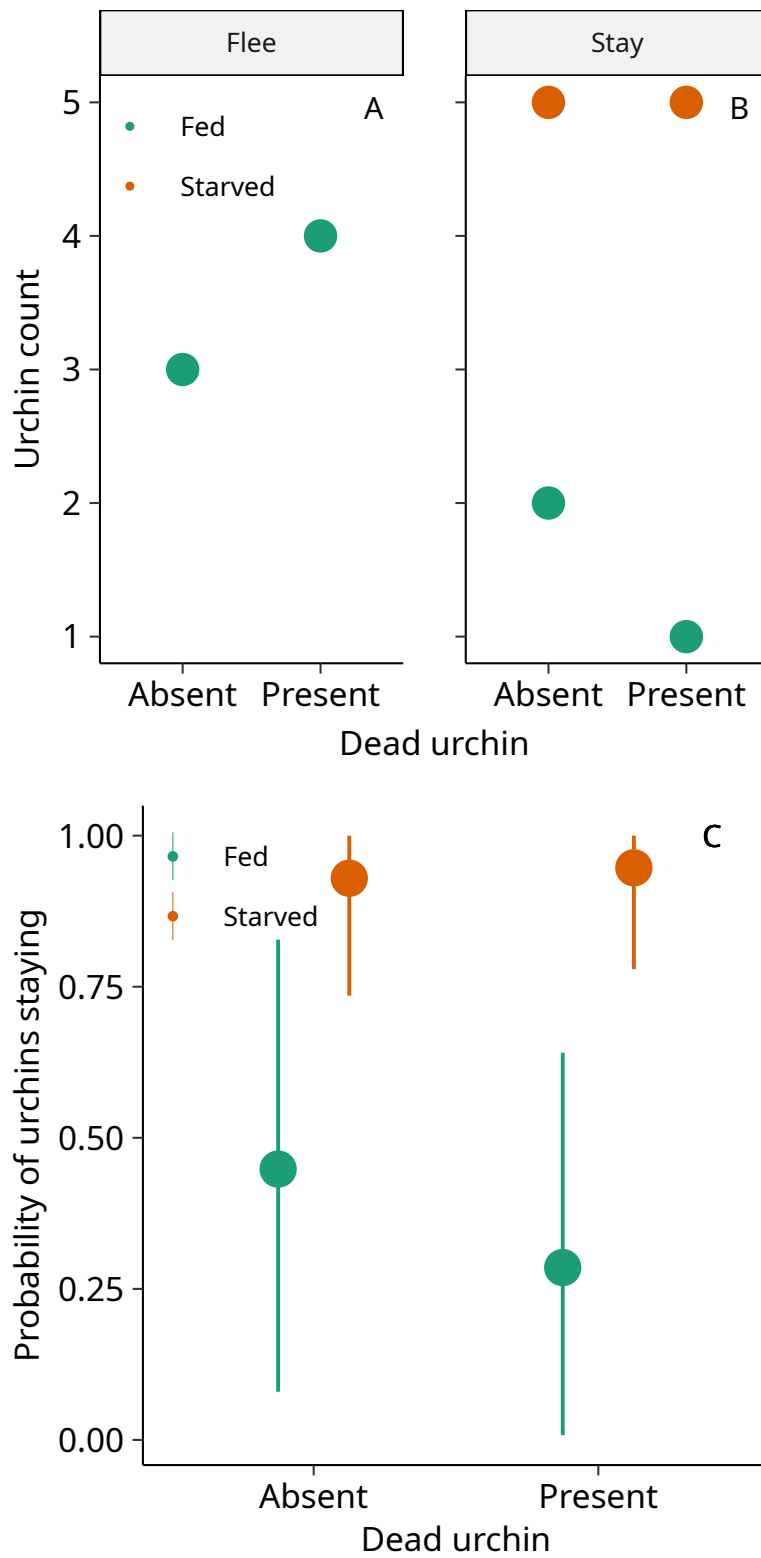 Flee
Stay
A
B
Fed
Starved
5
4
3
2
1
Urchin count
Absent Present
Absent Present
Dead urchin
C
Fed
Starved
1.00
0.75
0.50
0.25
0.00
Probability of urchins staying
Absent
Present
Dead urchin